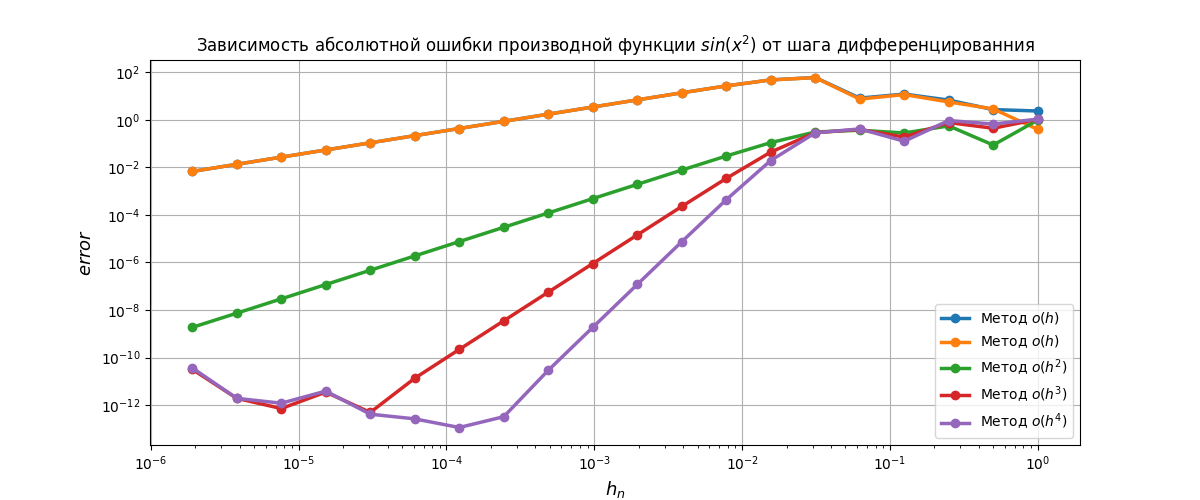 Зависимость абсолютной ошибки производной функции sin(x²) от шага дифференцированния
error
10²
10⁰
10⁻²
10⁻⁴
10⁻⁶
10⁻⁸
10⁻¹⁰
10⁻¹²
Метод o(h)
Метод o(h)
Метод o(h²)
Метод o(h³)
Метод o(h⁴)
10⁻⁶ 10⁻⁵ 10⁻⁴ 10⁻³ 10⁻² 10⁻¹ 10⁰
hₙ